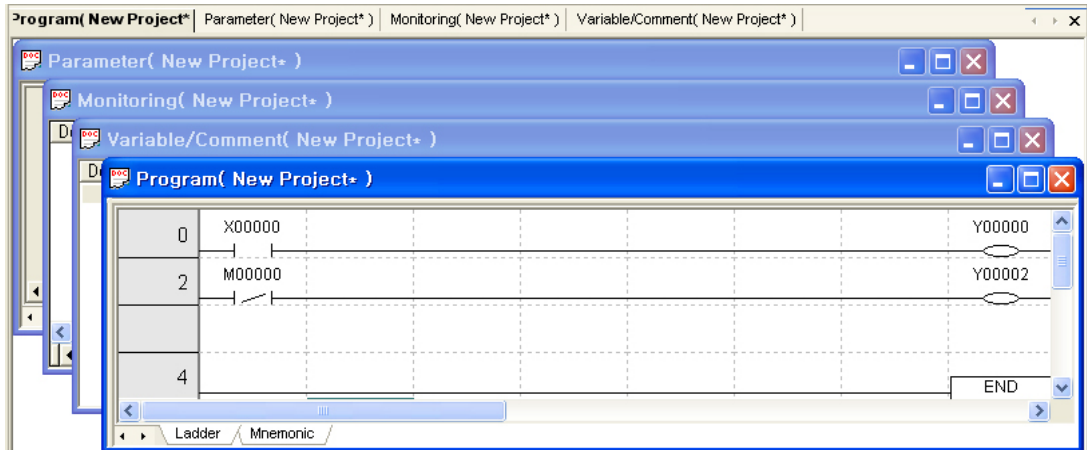 Program( New Project* Parameter( New Project* ) Monitoring( New Project* ) Variable/Comment( New Project* )
Parameter( New Project* )
Monitoring( New Project* )
Variable/Comment( New Project* )
Program( New Project* )
X00000 Y00000
0
M00000 Y00002
2
4
END
Ladder Mnemonic